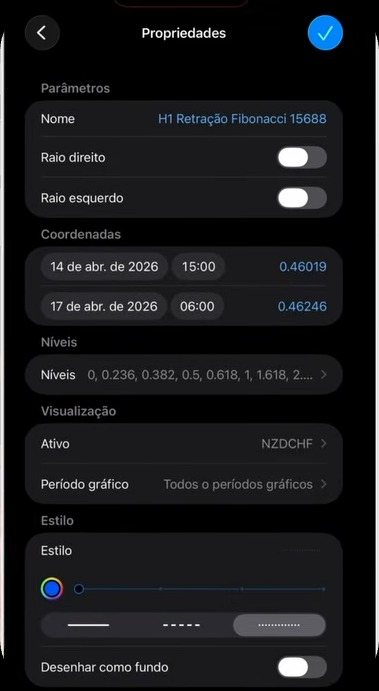 Propriedades
Parâmetros
Nome H1 Retração Fibonacci 15688
Raio direito
Raio esquerdo
Coordenadas
14 de abr. de 2026 15:00 0.46019
17 de abr. de 2026 06:00 0.46246
Níveis
Níveis 0, 0.236, 0.382, 0.5, 0.618, 1, 1.618, 2....
Visualização
Ativo NZDCHF
Período gráfico Todos o períodos gráficos
Estilo
Estilo
Desenhar como fundo